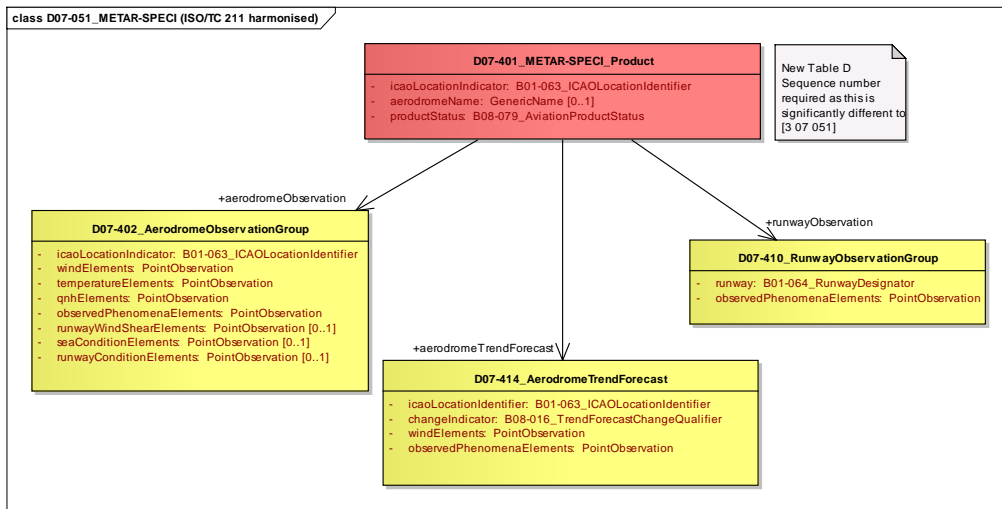 class D07-051_METAR-SPECI (ISO/TC 211 harmonised)
D07-401_METAR-SPECI_Product
- icaoLocationIndicator: B01-063_ICAOLocationIdentifier
- aerodromeName: GenericName [0..1]
- productStatus: B08-079_AviationProductStatus
New Table D
Sequence number
required as this is
significantly different to
[3 07 051]
+aerodromeObservation
+runwayObservation
D07-402_AerodromeObservationGroup
- icaoLocationIndicator: B01-063_ICAOLocationIdentifier
- windElements: PointObservation
- temperatureElements: PointObservation
- qnhElements: PointObservation
- observedPhenomenaElements: PointObservation
- runwayWindShearElements: PointObservation [0..1]
- seaConditionElements: PointObservation [0..1]
- runwayConditionElements: PointObservation [0..1]
D07-410_RunwayObservationGroup
- runway: B01-064_RunwayDesignator
- observedPhenomenaElements: PointObservation
+aerodromeTrendForecast
D07-414_AerodromeTrendForecast
- icaoLocationIdentifier: B01-063_ICAOLocationIdentifier
- changeIndicator: B08-016_TrendForecastChangeQualifier
- windElements: PointObservation
- observedPhenomenaElements: PointObservation